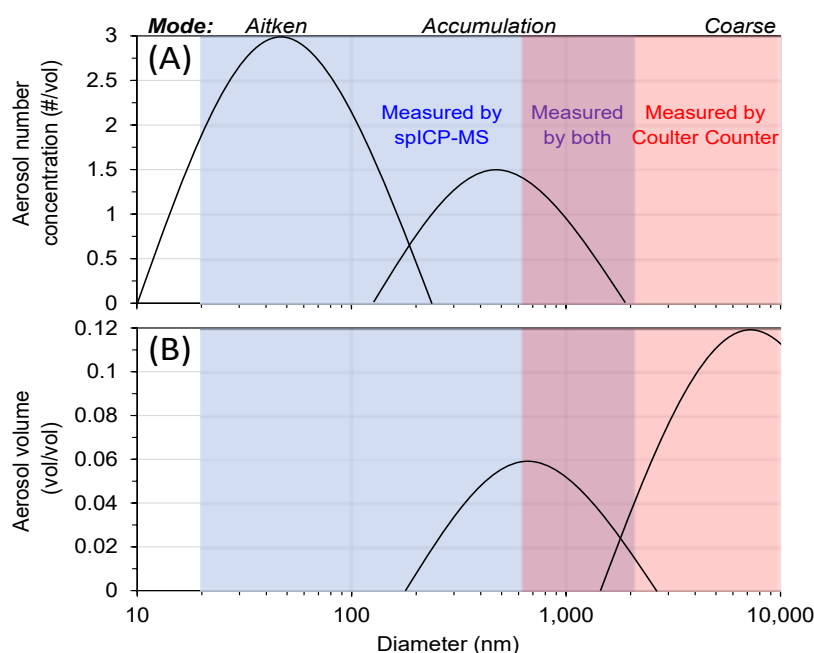 Mode: Aitken Accumulation Coarse
(A)
Aerosol number
concentration (#/vol)
3
2.5
2
1.5
1
0.5
0
Measured by
spICP-MS
Measured
by both
Measured by
Coulter Counter
(B)
Aerosol volume
(vol/vol)
0.12
0.1
0.08
0.06
0.04
0.02
0
10 100 1,000 10,000
Diameter (nm)